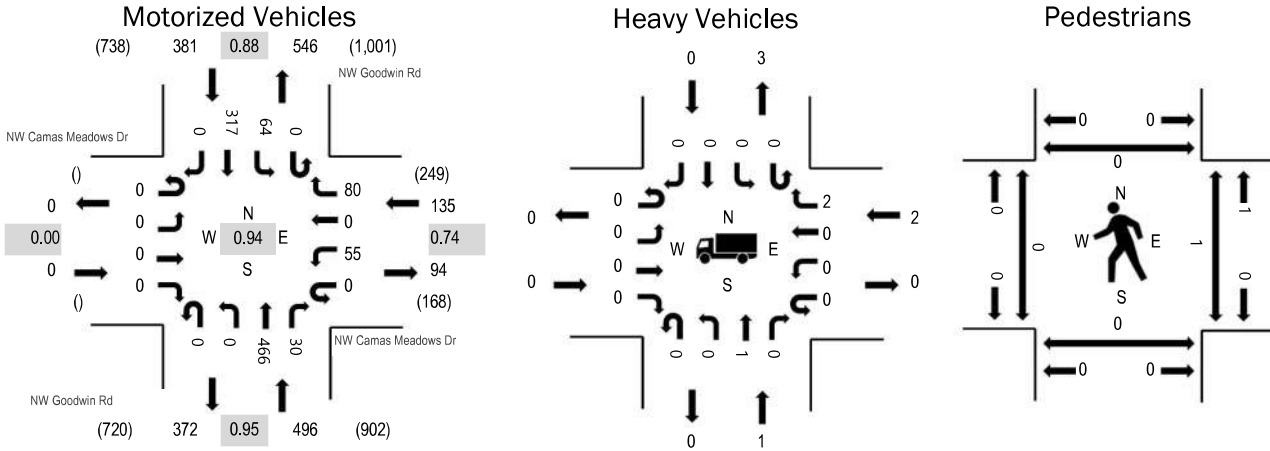 Motorized Vehicles
(738) 381 0.88 546 (1,001)
NW Goodwin Rd
NW Camas Meadows Dr
0 317 64 0
() 0 80 (249)
0 0 0 135
0.00 0 W N 0.94 E S 55 0.74
0 0 0 94
() (168)
0 0 466 30
NW Camas Meadows Dr
NW Goodwin Rd
(720) 372 0.95 496 (902)
Heavy Vehicles
0 3
0 0 0 0
0 2
0 0 0 2
N
W E
S
0 0
0 0 0 0
0 0 1 0
0 1
Pedestrians
0 0
0
0 N 1
W E
0 1
S
0 0
0
0 0